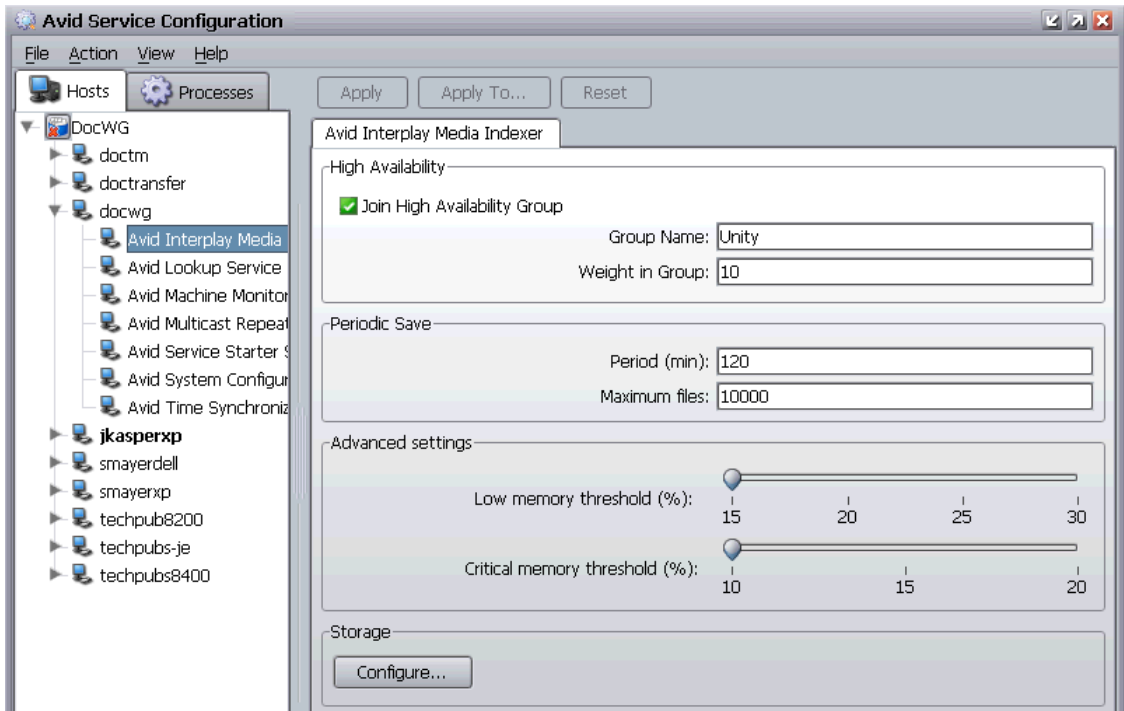 Avid Service Configuration
File Action View Help
Hosts Processes
DocWG
doctm
doctransfer
docwg
Avid Interplay Media
Avid Lookup Service
Avid Machine Monitor
Avid Multicast Repeat
Avid Service Starter S
Avid System Configur
Avid Time Synchroniz
jkasperxp
smayerdell
smayerxp
techpub8200
techpubs-je
techpubs8400
Apply Apply To... Reset
Avid Interplay Media Indexer
High Availability
Join High Availability Group
Group Name: Unity
Weight in Group: 10
Periodic Save
Period (min): 120
Maximum files: 10000
Advanced settings
Low memory threshold (%):
15 20 25 30
Critical memory threshold (%):
10 15 20
Storage
Configure...